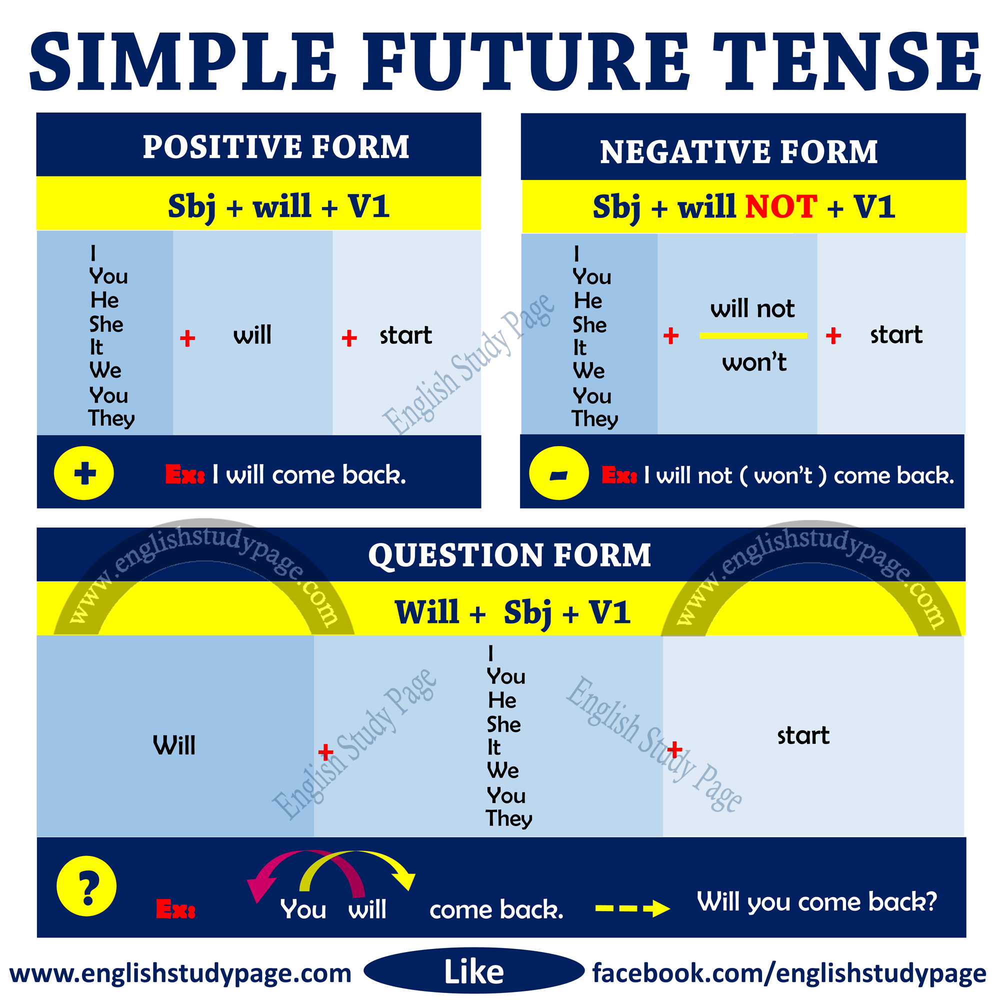 SIMPLE FUTURE TENSE
POSITIVE FORM
Sbj + will + V1
I
You
He
She
It
We
You
They
+ will + start
+ Ex: I will come back.
NEGATIVE FORM
Sbj + will NOT + V1
I
You
He
She
It
We
You
They
+ will not + start
won't
- Ex: I will not ( won't ) come back.
English Study Page
QUESTION FORM
www.englishstudypage.com
www.englishstudypage.com
Will + Sbj + V1
Will +
I
You
He
She
It
We
You
They
+ start
English Study Page
English Study Page
? Ex: You will come back. Will you come back?
www.englishstudypage.com Like facebook.com/englishstudypage